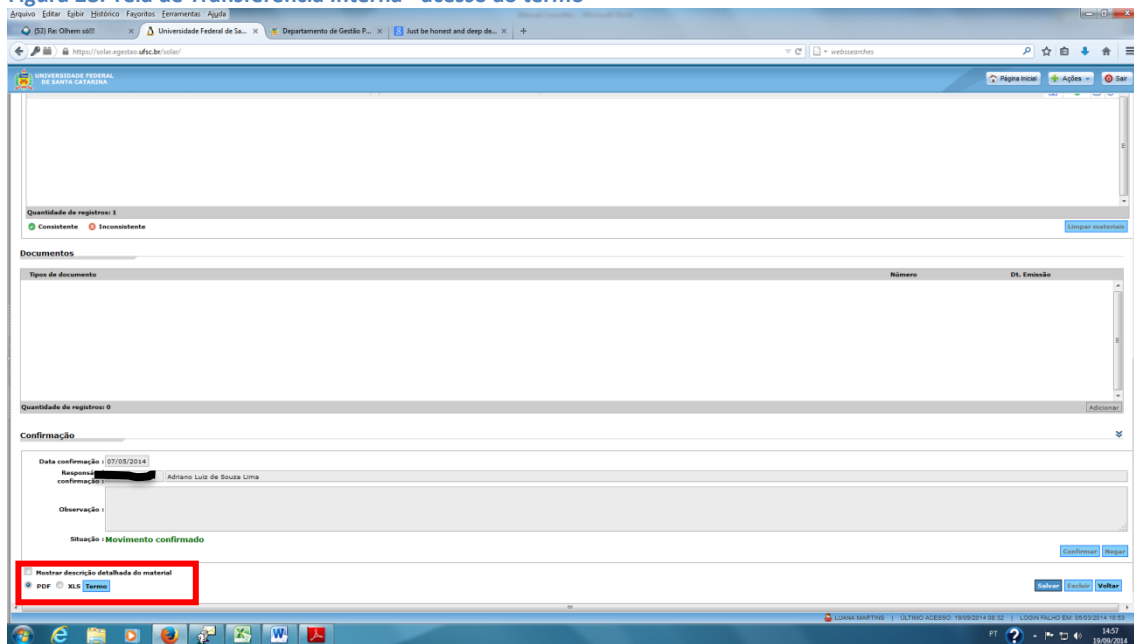 Arquivo Editar Exibir Histórico Favoritos Ferramentas Ajuda
(53) Re: Olhem só!!! × Universidade Federal de Sa... × Departamento de Gestão P... × Just be honest and deep de... × +
https://solar.egestao.ufsc.br/solar/ webssearches
UNIVERSIDADE FEDERAL
DE SANTA CATARINA
Página Inicial Ações Sair
Quantidade de registros: 1
Consistente Inconsistente Limpar materiais
Documentos
Tipos de documento Número Dt. Emissão
Quantidade de registros: 0 Adicionar
Confirmação
Data confirmação : 07/05/2014
confirmação : Adriano Luiz de Souza Lima
Observação :
Situação : Movimento confirmado
Confirmar Negar
Mostrar descrição detalhada do material
PDF XLS Termo Salvar Excluir Voltar
LUANA MARTINS | ÚLTIMO ACESSO: 19/09/2014 08:32 | LOGIN FALHO EM: 05/03/2014 10:53
PT 14:57
19/09/2014